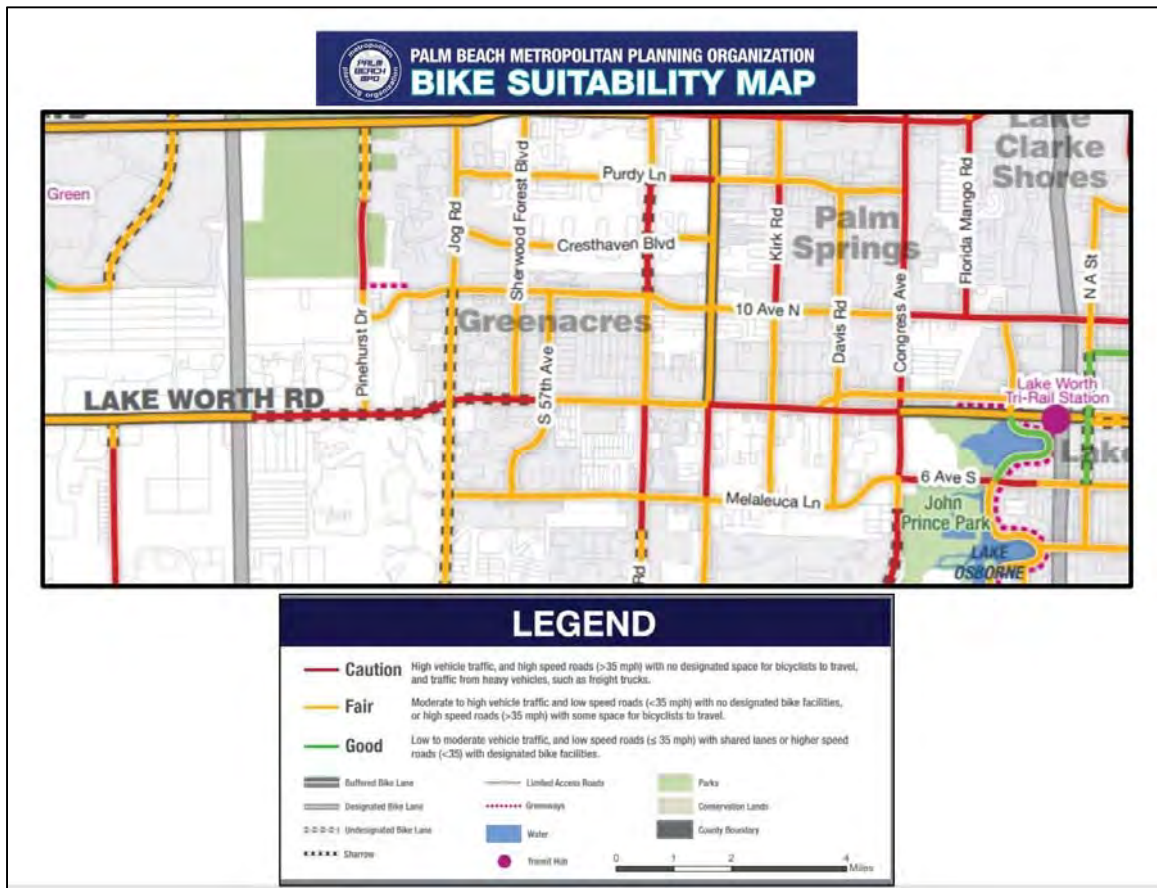 PALM BEACH METROPOLITAN PLANNING ORGANIZATION
BIKE SUITABILITY MAP
metropolitan
PALM
BEACH
MPO
planning organization
Lake
Clarke
Shores
Green
Purdy Ln
Sherwood Forest Blvd
Jog Rd
Cresthaven Blvd
Kirk Rd
Palm
Springs
Florida Mango Rd
N A St
Congress Ave
Davis Rd
10 Ave N
Greenacres
Pinehurst Dr
S 57th Ave
LAKE WORTH RD
Lake Worth
Tri-Rail Station
Lake
6 Ave S
Melaleuca Ln
John
Prince Park
LAKE
OSBORNE
Rd
LEGEND
Caution High vehicle traffic, and high speed roads (>35 mph) with no designated space for bicyclists to travel,
and traffic from heavy vehicles, such as freight trucks.
Fair Moderate to high vehicle traffic and low speed roads (<35 mph) with no designated bike facilities,
or high speed roads (>35 mph) with some space for bicyclists to travel.
Good Low to moderate vehicle traffic, and low speed roads (≤ 35 mph) with shared lanes or higher speed
roads (<35) with designated bike facilities.
Buffered Bike Lane
Limited Access Roads
Parks
Designated Bike Lane
Greenways
Conservation Lands
Undesignated Bike Lane
Water
County Boundary
Sharrow
Transit Hub
0 1 2 4
Miles